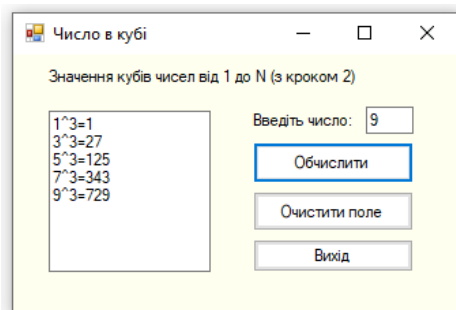 Число в кубі
Значення кубів чисел від 1 до N (з кроком 2)
Введіть число: 9
1^3=1
3^3=27
5^3=125
7^3=343
9^3=729
Обчислити
Очистити поле
Вихід